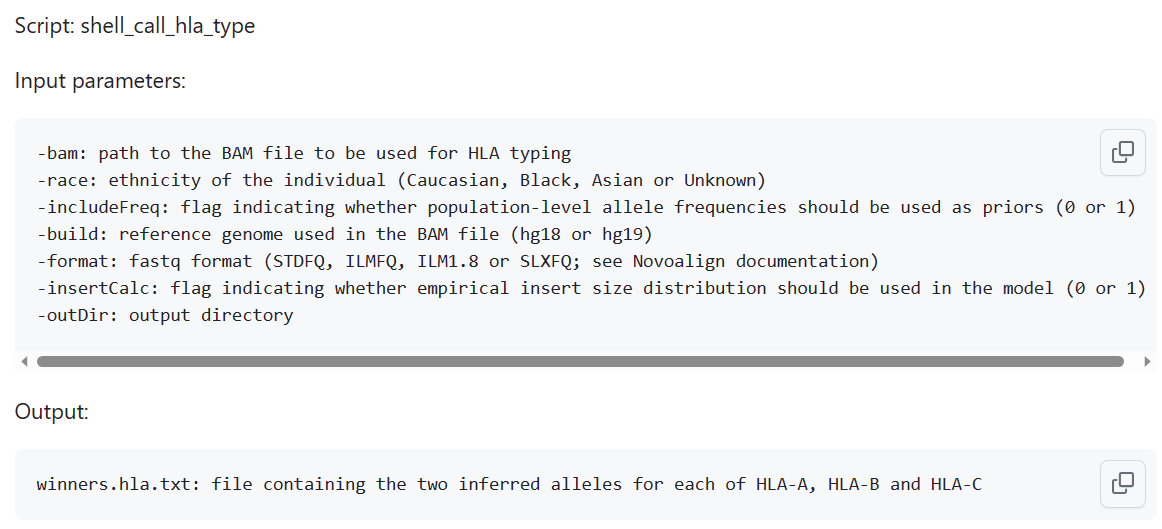 Script: shell_call_hla_type
Input parameters:
-bam: path to the BAM file to be used for HLA typing
-race: ethnicity of the individual (Caucasian, Black, Asian or Unknown)
-includeFreq: flag indicating whether population-level allele frequencies should be used as priors (0 or 1)
-build: reference genome used in the BAM file (hg18 or hg19)
-format: fastq format (STDFQ, ILMFQ, ILM1.8 or SLXFQ; see Novoalign documentation)
-insertCalc: flag indicating whether empirical insert size distribution should be used in the model (0 or 1)
-outDir: output directory
Output:
winners.hla.txt: file containing the two inferred alleles for each of HLA-A, HLA-B and HLA-C